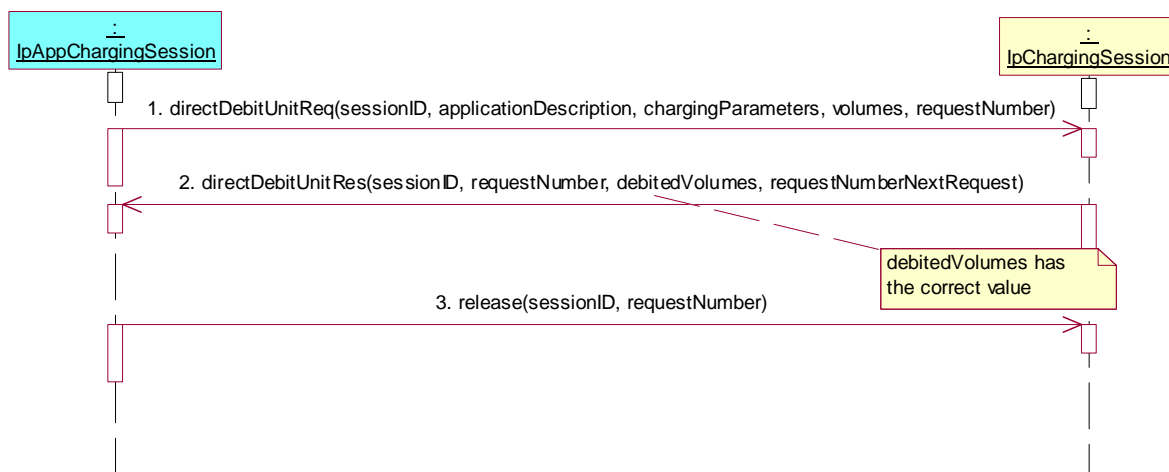 :
IpAppChargingSession
:
IpChargingSession
1. directDebitUnitReq(sessionID, applicationDescription, chargingParameters, volumes, requestNumber)
2. directDebitUnitRes(sessionID, requestNumber, debitedVolumes, requestNumberNextRequest)
debitedVolumes has
the correct value
3. release(sessionID, requestNumber)